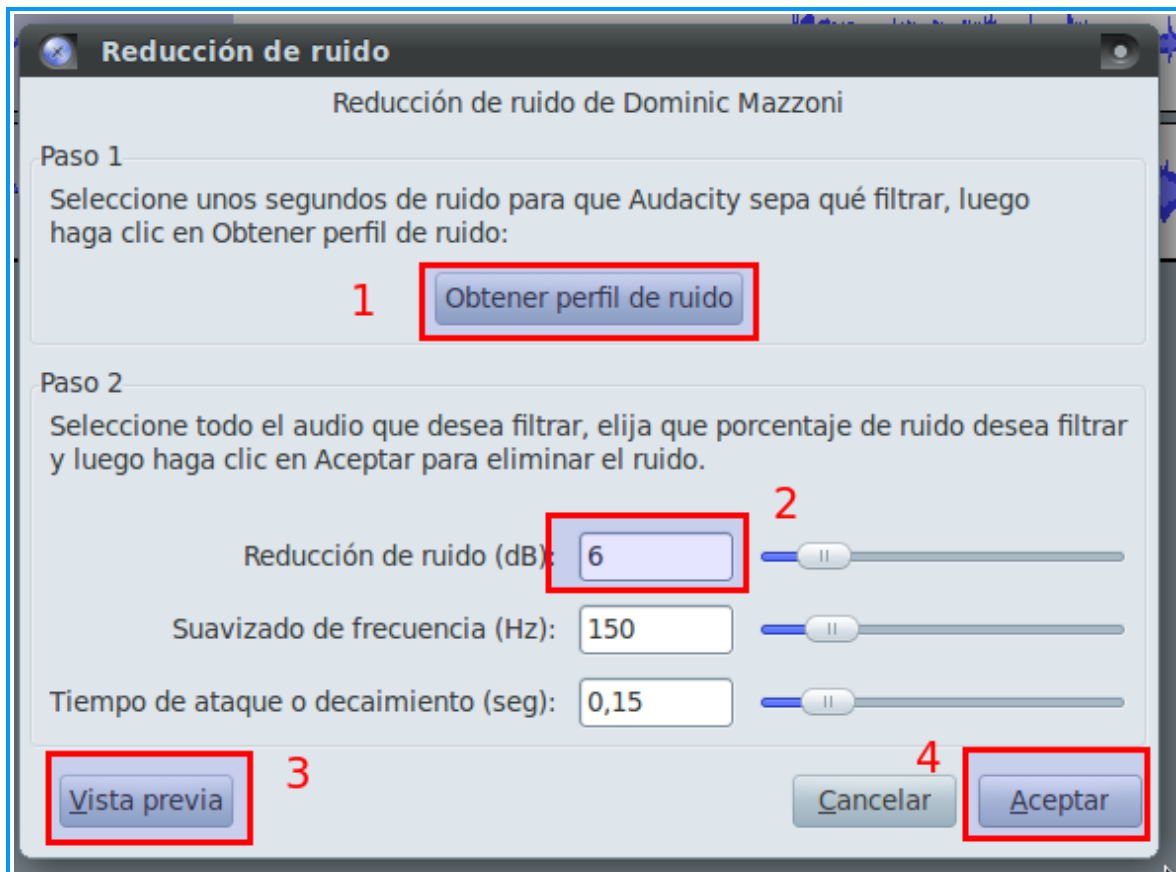 Reducción de ruido
Reducción de ruido de Dominic Mazzoni
Paso 1
Seleccione unos segundos de ruido para que Audacity sepa qué filtrar, luego
haga clic en Obtener perfil de ruido:
1
Obtener perfil de ruido
Paso 2
Seleccione todo el audio que desea filtrar, elija que porcentaje de ruido desea filtrar
y luego haga clic en Aceptar para eliminar el ruido.
2
Reducción de ruido (dB): 6
Suavizado de frecuencia (Hz): 150
Tiempo de ataque o decaimiento (seg): 0,15
3
4
Vista previa
Cancelar
Aceptar